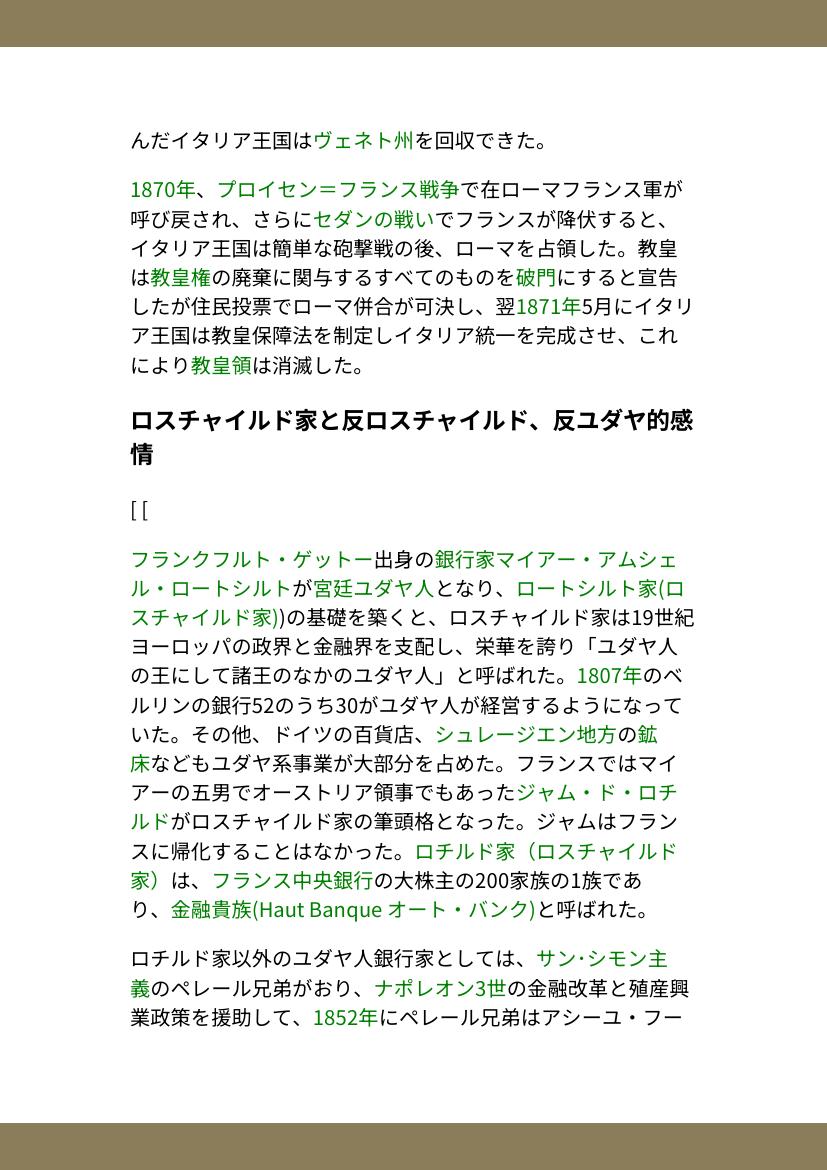 んだイタリア王国はヴェネト州を回収できた。
1870年、プロイセン＝フランス戦争で在ローマフランス軍が
呼び戻され、さらにセダンの戦いでフランスが降伏すると、
イタリア王国は簡単な砲撃戦の後、ローマを占領した。教皇
は教皇権の廃棄に関与するすべてのものを破門にすると宣告
したが住民投票でローマ併合が可決し、翌1871年5月にイタリ
ア王国は教皇保障法を制定しイタリア統一を完成させ、これ
により教皇領は消滅した。
ロスチャイルド家と反ロスチャイルド、反ユダヤ的感
情
[ [
フランクフルト・ゲットー出身の銀行家マイアー・アムシェ
ル・ロートシルトが宮廷ユダヤ人となり、ロートシルト家(ロ
スチャイルド家))の基礎を築くと、ロスチャイルド家は19世紀
ヨーロッパの政界と金融界を支配し、栄華を誇り「ユダヤ人
の王にして諸王のなかのユダヤ人」と呼ばれた。1807年のベ
ルリンの銀行52のうち30がユダヤ人が経営するようになって
いた。その他、ドイツの百貨店、シュレージエン地方の鉱
床などもユダヤ系事業が大部分を占めた。フランスではマイ
アーの五男でオーストリア領事でもあったジャム・ド・ロチ
ルドがロスチャイルド家の筆頭格となった。ジャムはフラン
スに帰化することはなかった。ロチルド家（ロスチャイルド
家）は、フランス中央銀行の大株主の200家族の1族であ
り、金融貴族(Haut Banque オート・バンク)と呼ばれた。
ロチルド家以外のユダヤ人銀行家としては、サン･シモン主
義のペレール兄弟がおり、ナポレオン3世の金融改革と殖産興
業政策を援助して、1852年にペレール兄弟はアシーユ・フー